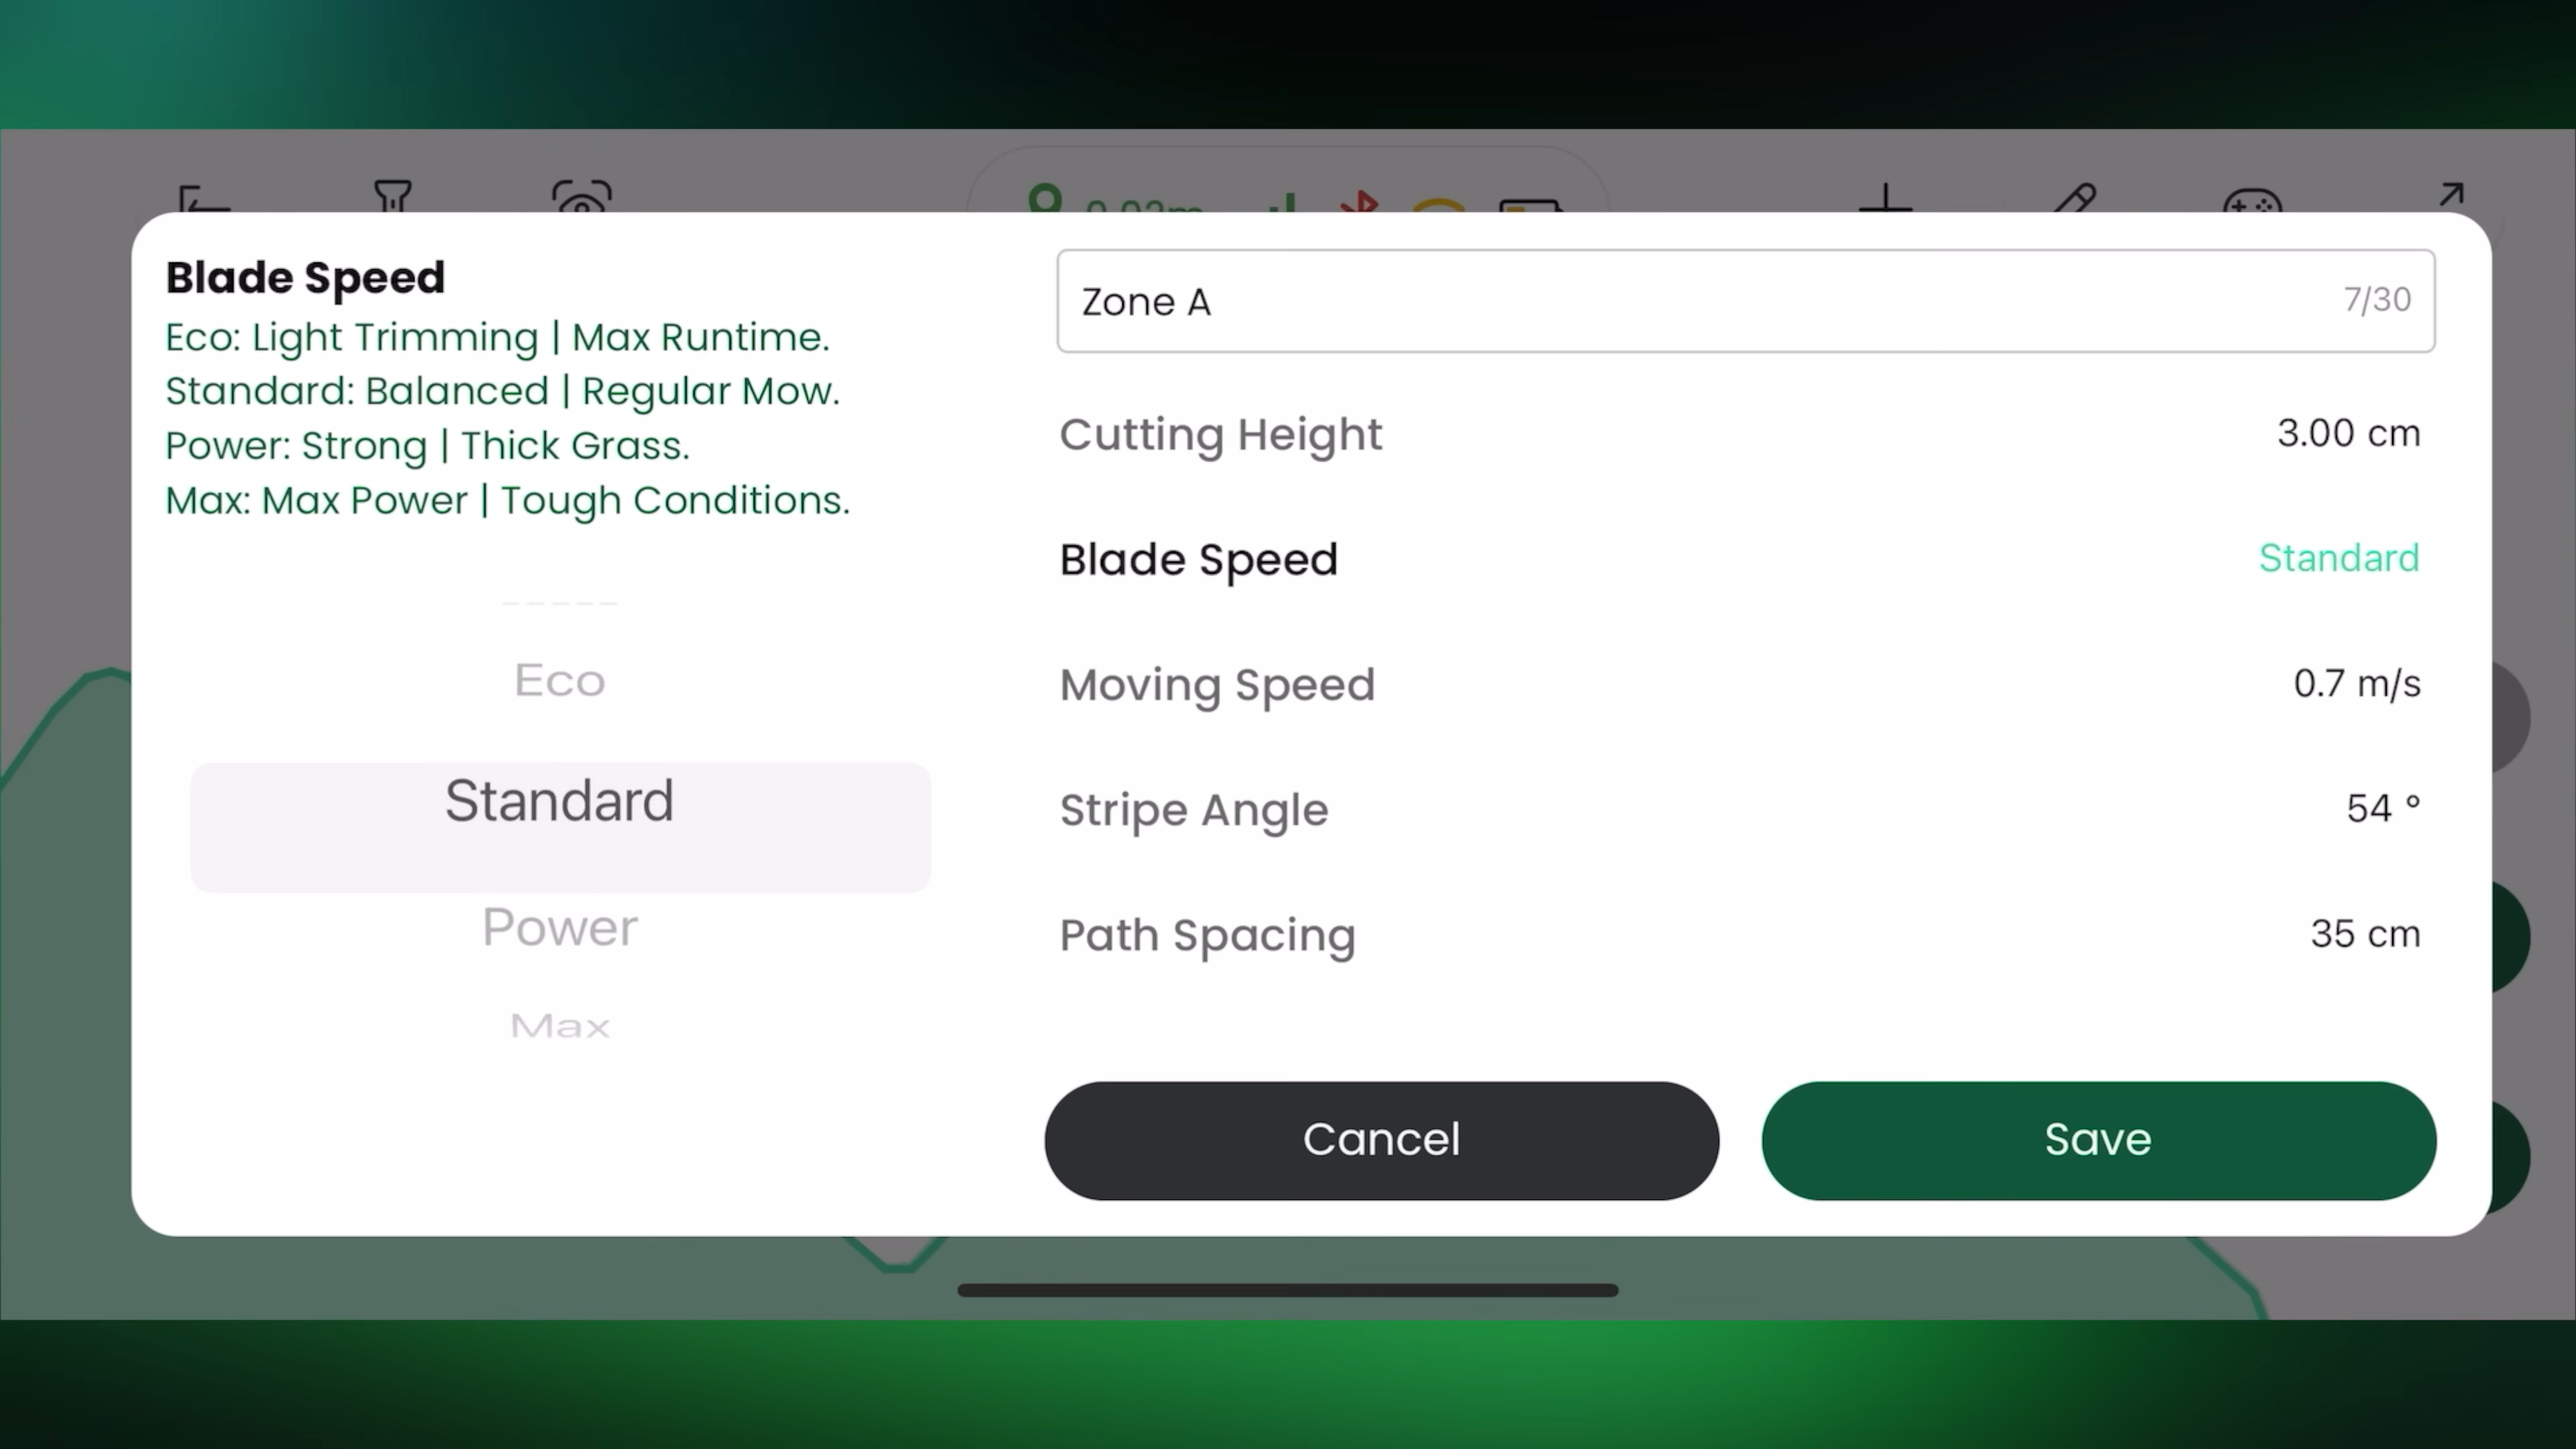 Blade Speed
Eco: Light Trimming | Max Runtime.
Standard: Balanced | Regular Mow.
Power: Strong | Thick Grass.
Max: Max Power | Tough Conditions.
Eco
Standard
Power
Max
Zone A
7/30
Cutting Height
3.00 cm
Blade Speed
Standard
Moving Speed
0.7 m/s
Stripe Angle
54 °
Path Spacing
35 cm
Cancel
Save